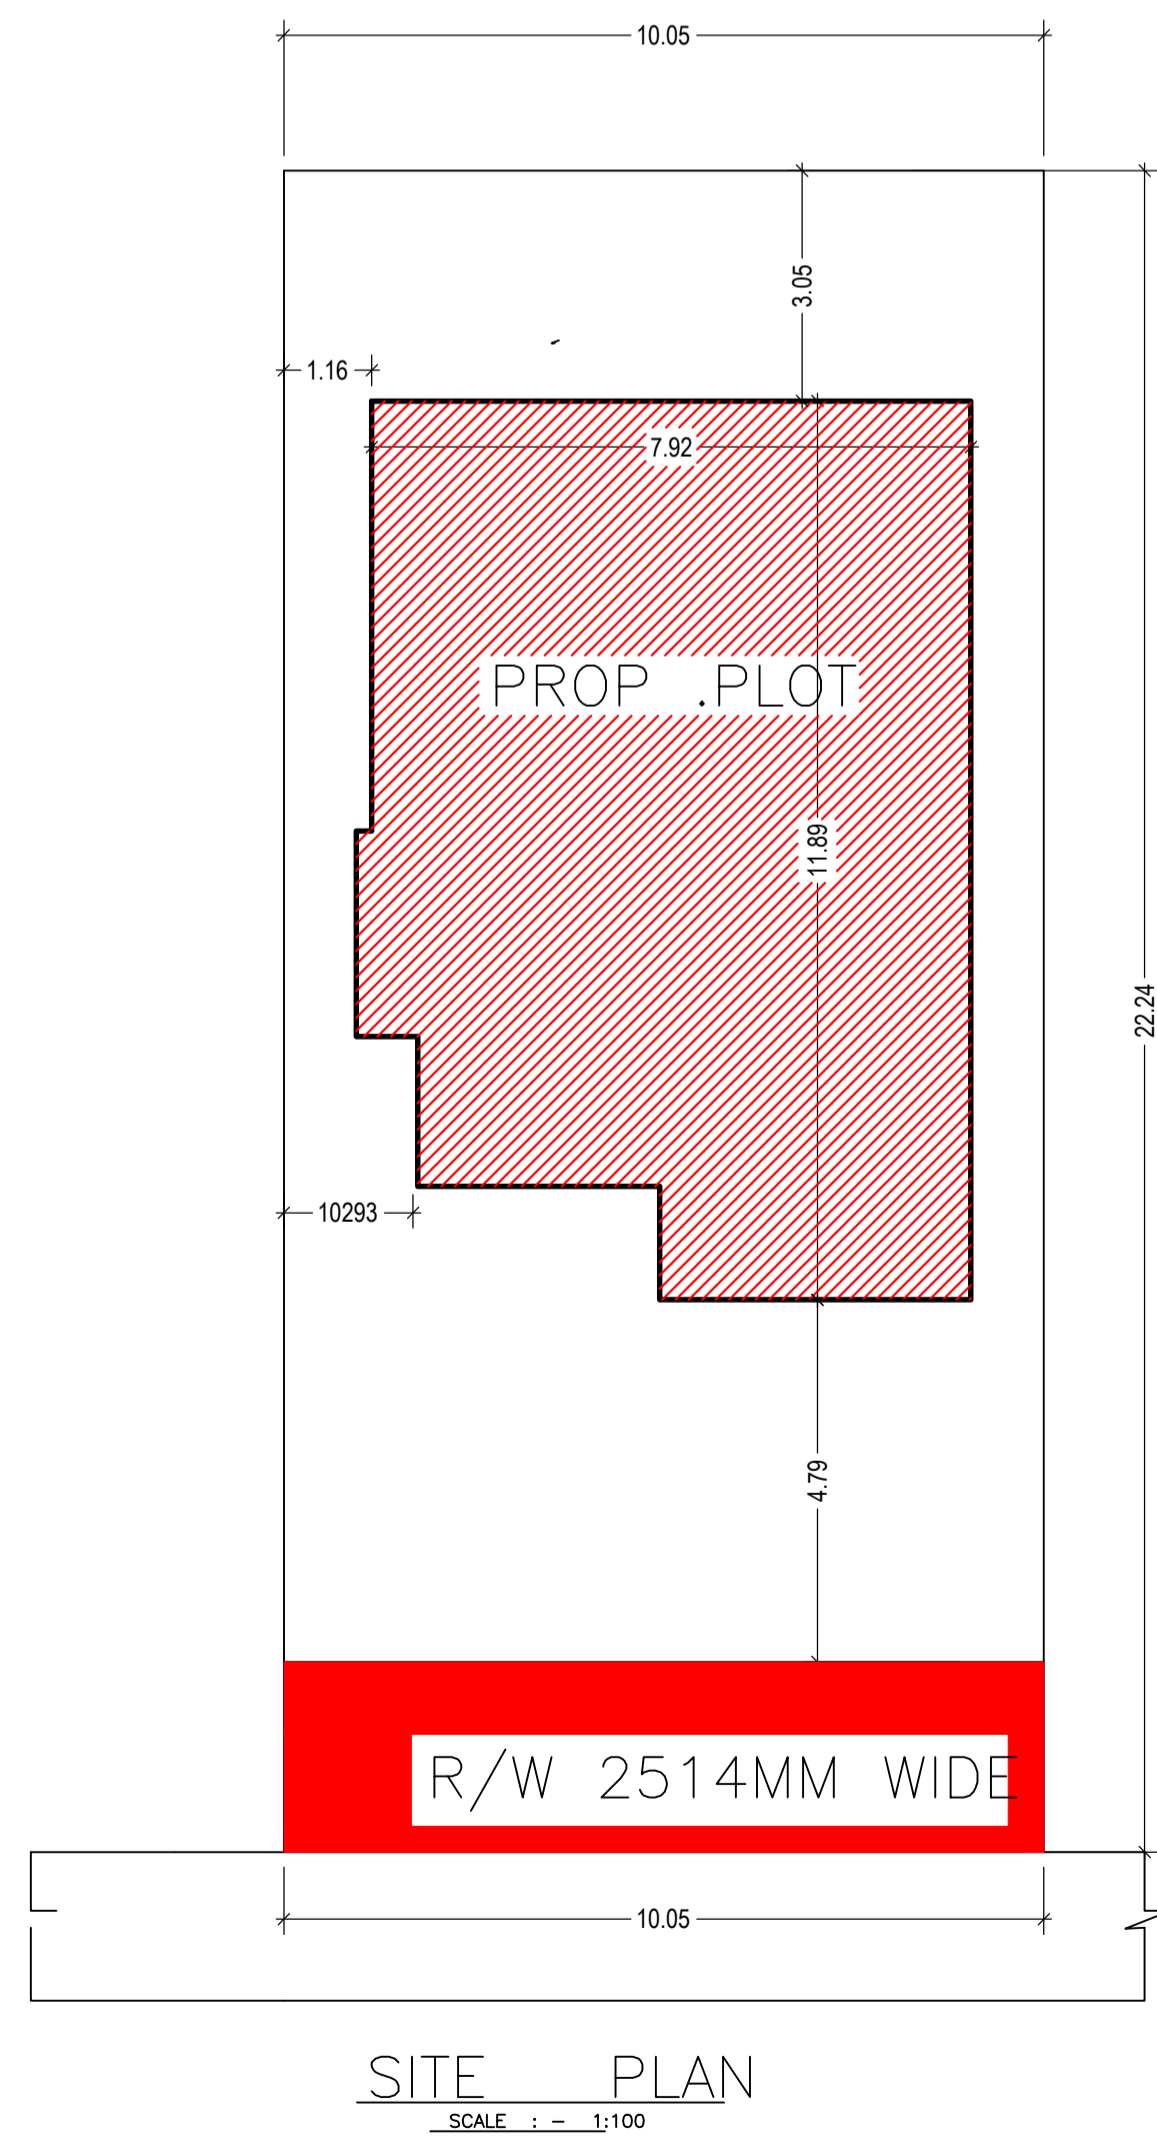 10.05
3.05
1.16
7.92
PROP .PLOT
11.89
22.24
10293
4.79
R/W 2514MM WIDE
10.05
SITE PLAN
SCALE : - 1:100